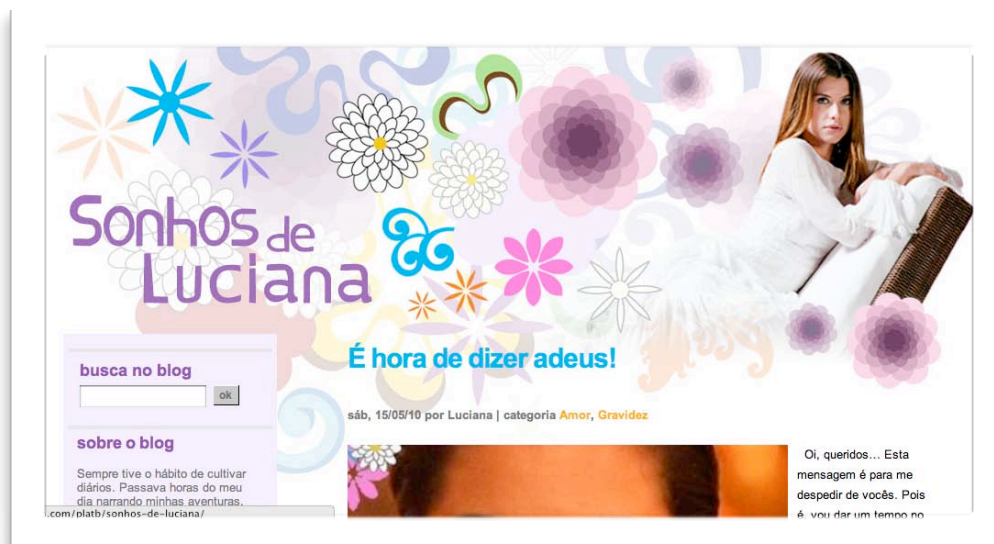 Sonhos de
Luciana
busca no blog
ok
sobre o blog
Sempre tive o hábito de cultivar
diários. Passava horas do meu
dia narrando minhas aventuras,
.com/platb/sonhos-de-luciana/
É hora de dizer adeus!
sáb, 15/05/10 por Luciana | categoria Amor, Gravidez
Oi, queridos... Esta
mensagem é para me
despedir de vocês. Pois
é, vou dar um tempo no